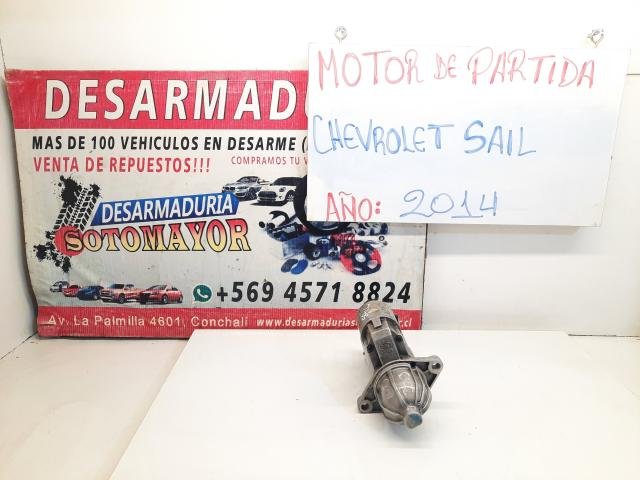 MOTOR DE PARTIDA
CHEVROLET SAIL
AÑO: 2014
DESARMADU
MAS DE 100 VEHICULOS EN DESARME (
VENTA DE REPUESTOS!!!
COMPRAMOS TU V
DESARMADURIA
SOTOMAYOR
+569 4571 8824
Av. La Palmilla 4601, Conchalí www.desarmadurias